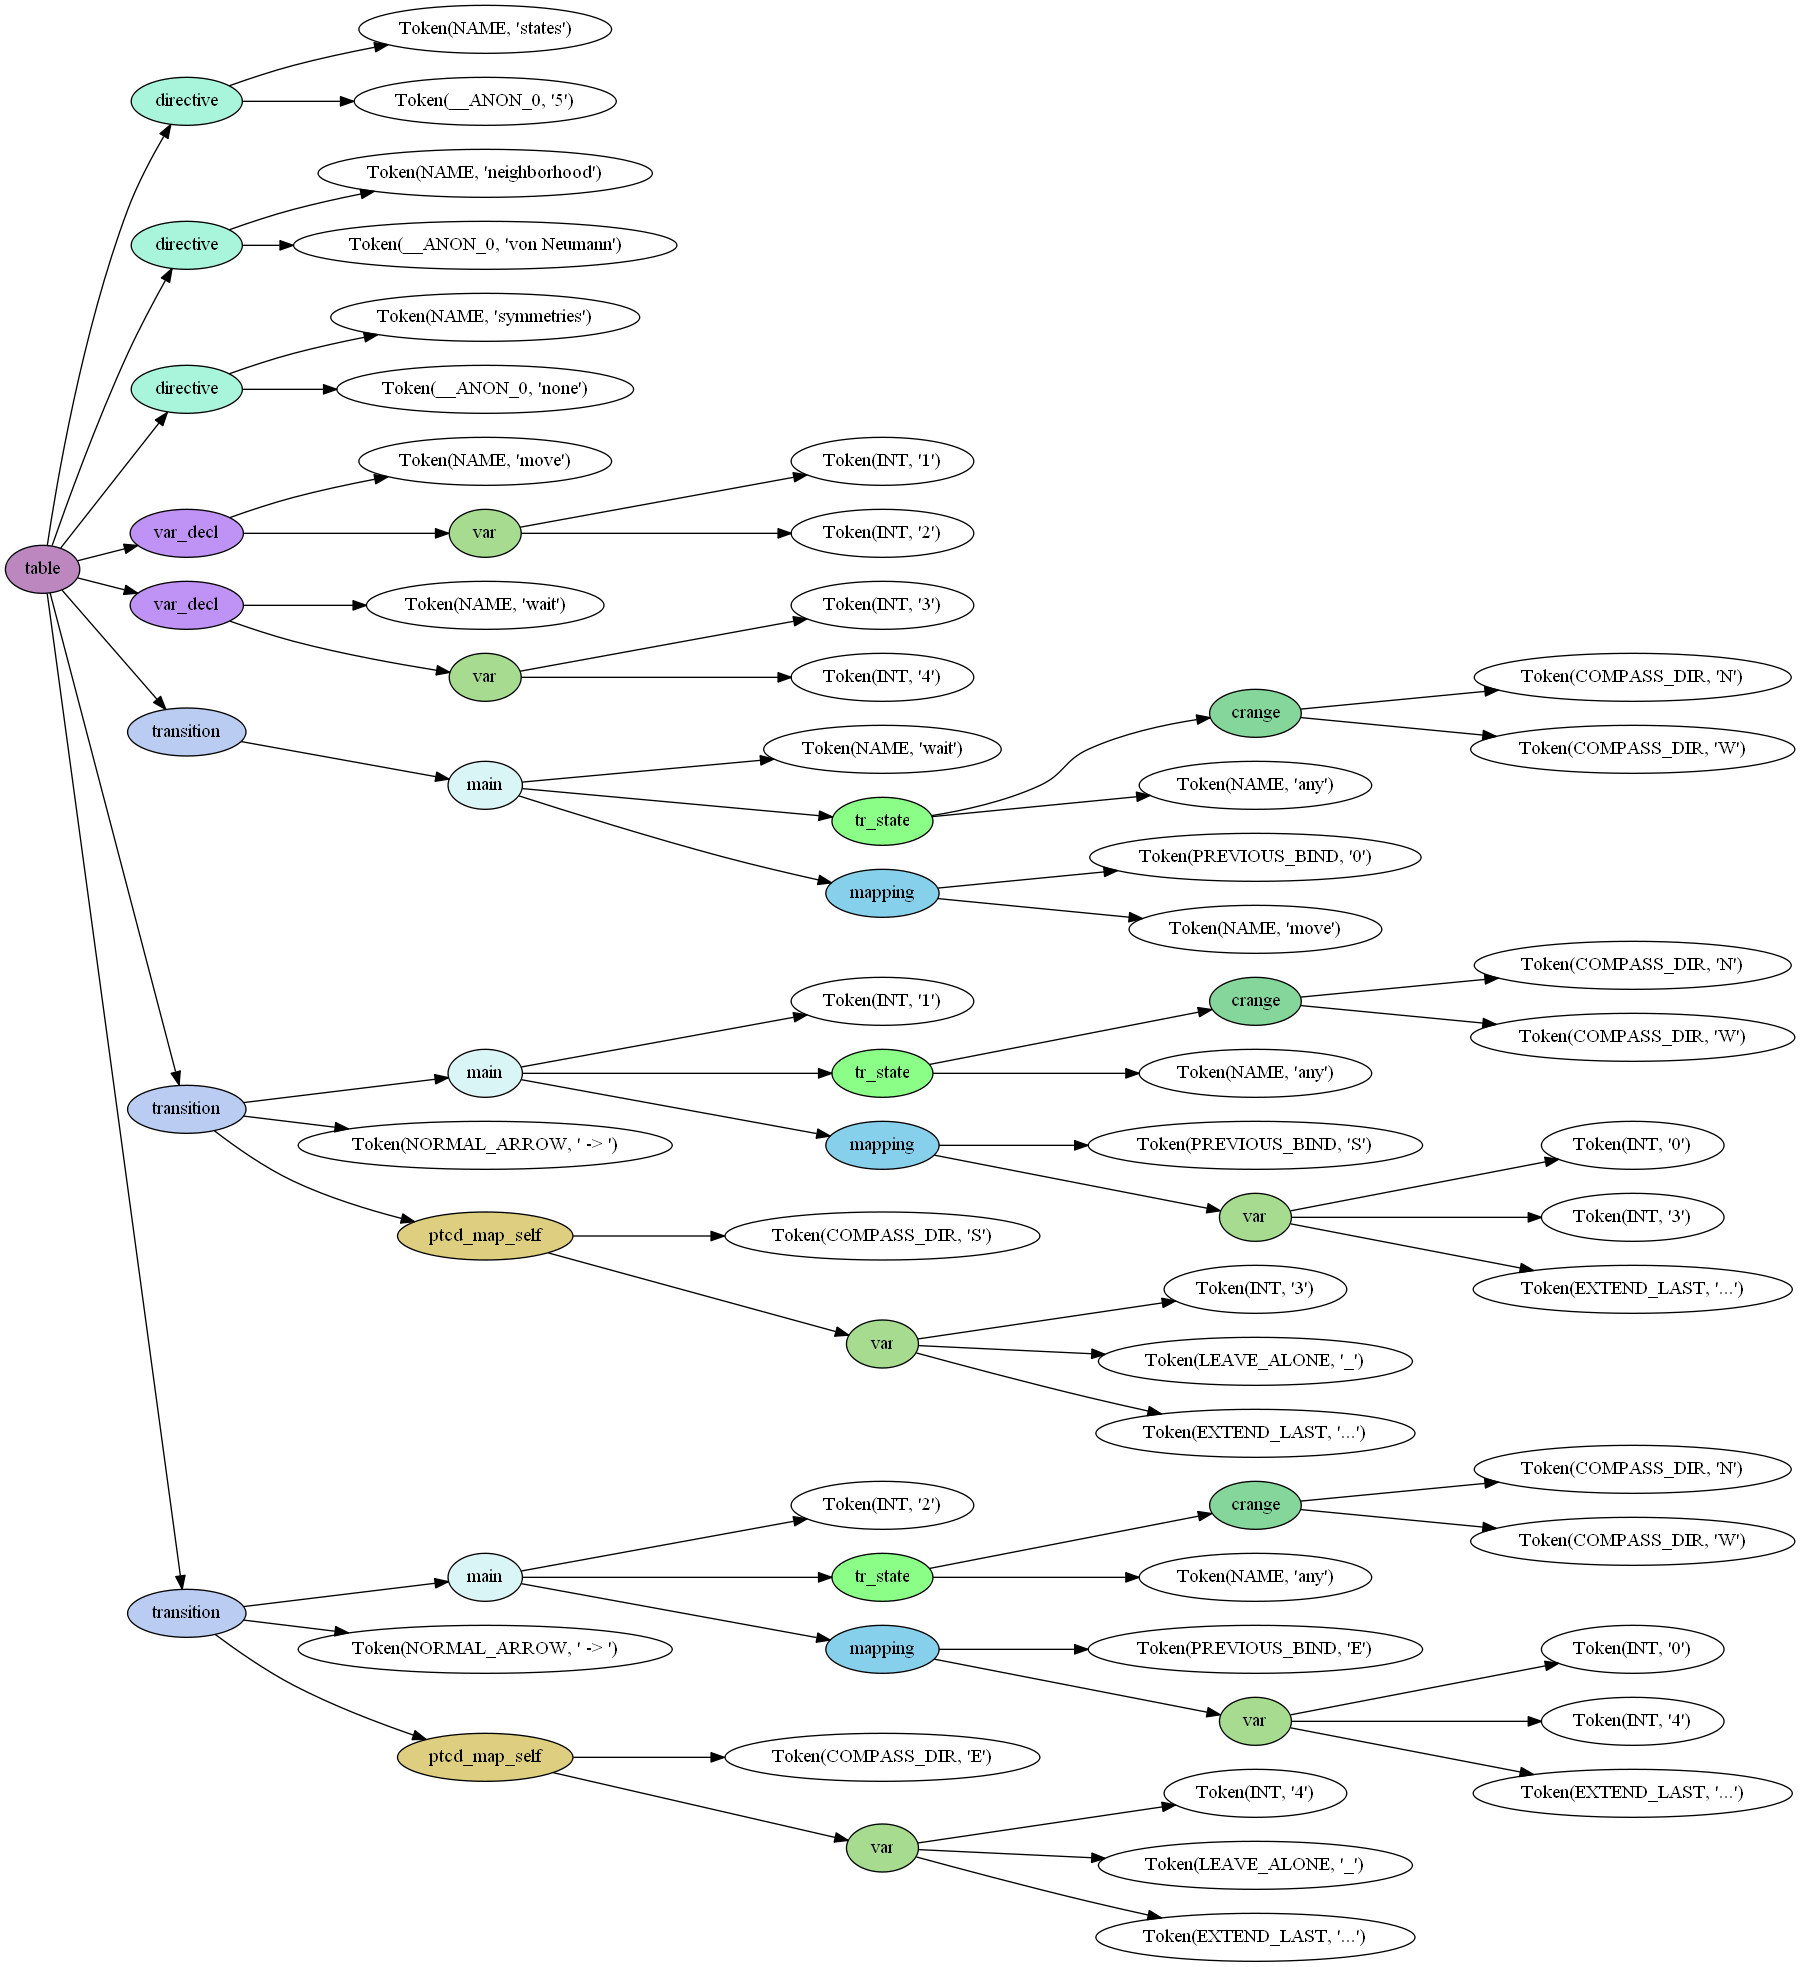 table
directive
Token(NAME, 'states')
Token(__ANON_0, '5')
directive
Token(NAME, 'neighborhood')
Token(__ANON_0, 'von Neumann')
directive
Token(NAME, 'symmetries')
Token(__ANON_0, 'none')
var_decl
Token(NAME, 'move')
var
Token(INT, '1')
Token(INT, '2')
var_decl
Token(NAME, 'wait')
var
Token(INT, '3')
Token(INT, '4')
transition
main
Token(NAME, 'wait')
tr_state
crange
Token(COMPASS_DIR, 'N')
Token(COMPASS_DIR, 'W')
Token(NAME, 'any')
mapping
Token(PREVIOUS_BIND, '0')
Token(NAME, 'move')
transition
main
Token(INT, '1')
tr_state
crange
Token(COMPASS_DIR, 'N')
Token(COMPASS_DIR, 'W')
Token(NAME, 'any')
mapping
Token(PREVIOUS_BIND, 'S')
var
Token(INT, '0')
Token(INT, '3')
Token(EXTEND_LAST, '...')
Token(NORMAL_ARROW, ' -> ')
ptcd_map_self
Token(COMPASS_DIR, 'S')
var
Token(INT, '3')
Token(LEAVE_ALONE, '_')
Token(EXTEND_LAST, '...')
transition
main
Token(INT, '2')
tr_state
crange
Token(COMPASS_DIR, 'N')
Token(COMPASS_DIR, 'W')
Token(NAME, 'any')
mapping
Token(PREVIOUS_BIND, 'E')
var
Token(INT, '0')
Token(INT, '4')
Token(EXTEND_LAST, '...')
Token(NORMAL_ARROW, ' -> ')
ptcd_map_self
Token(COMPASS_DIR, 'E')
var
Token(INT, '4')
Token(LEAVE_ALONE, '_')
Token(EXTEND_LAST, '...')